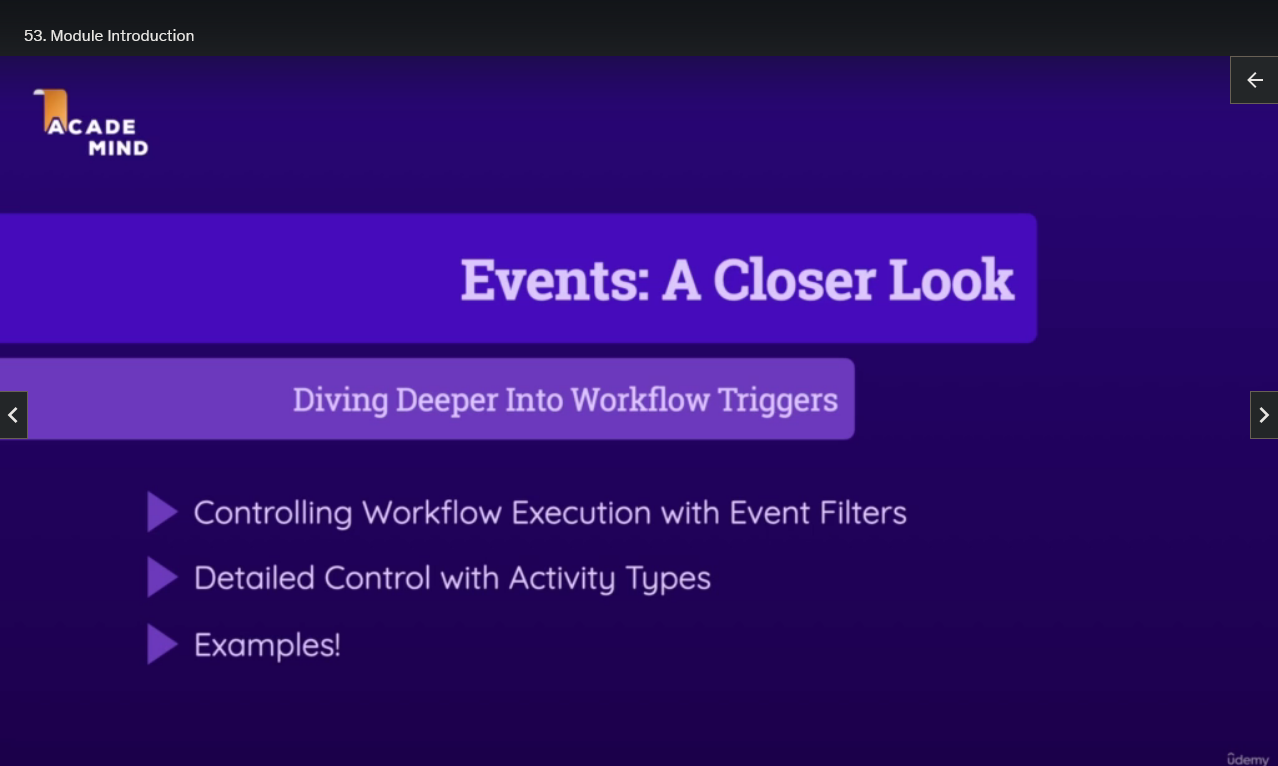 53. Module Introduction
ACADE
MIND
Events: A Closer Look
Diving Deeper Into Workflow Triggers
Controlling Workflow Execution with Event Filters
Detailed Control with Activity Types
Examples!
udemy